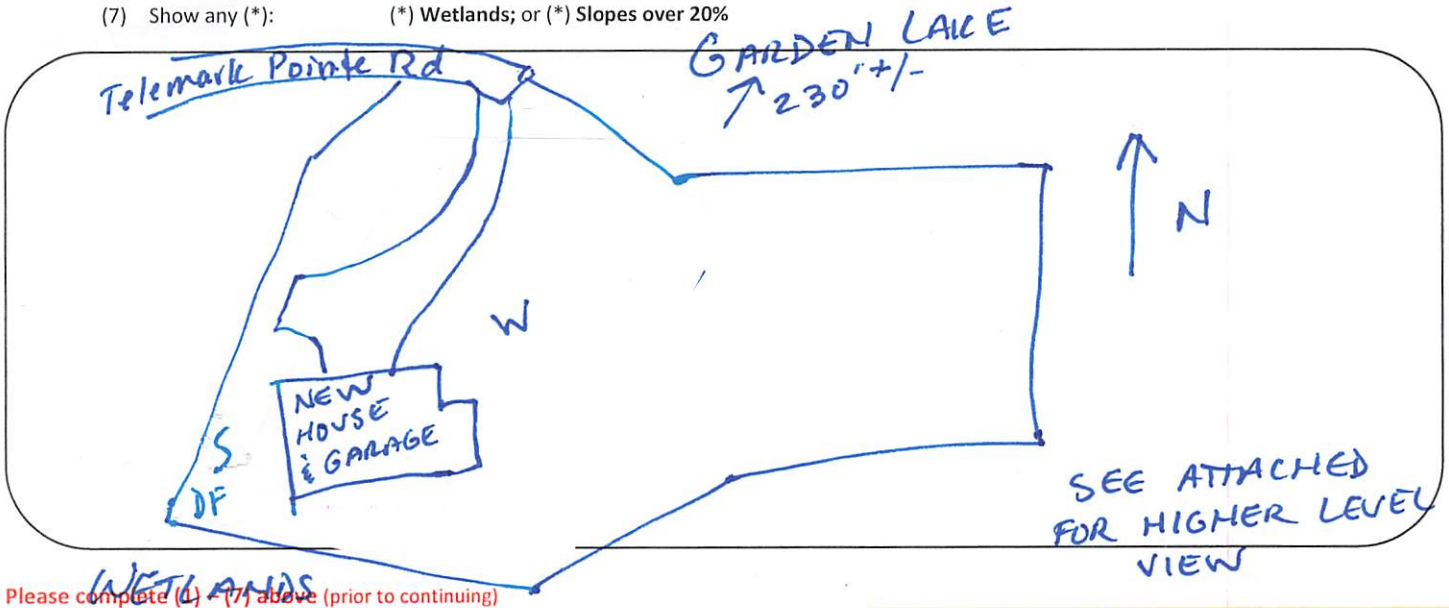 (7) Show any (*): (*) Wetlands; or (*) Slopes over 20%
GARDEN LAKE
↑ 230' +/-
Telemark Pointe Rd
N
W
NEW
HOUSE
& GARAGE
S
DF
SEE ATTACHED
FOR HIGHER LEVEL
VIEW
WETLANDS
Please complete (1) - (7) above (prior to continuing)